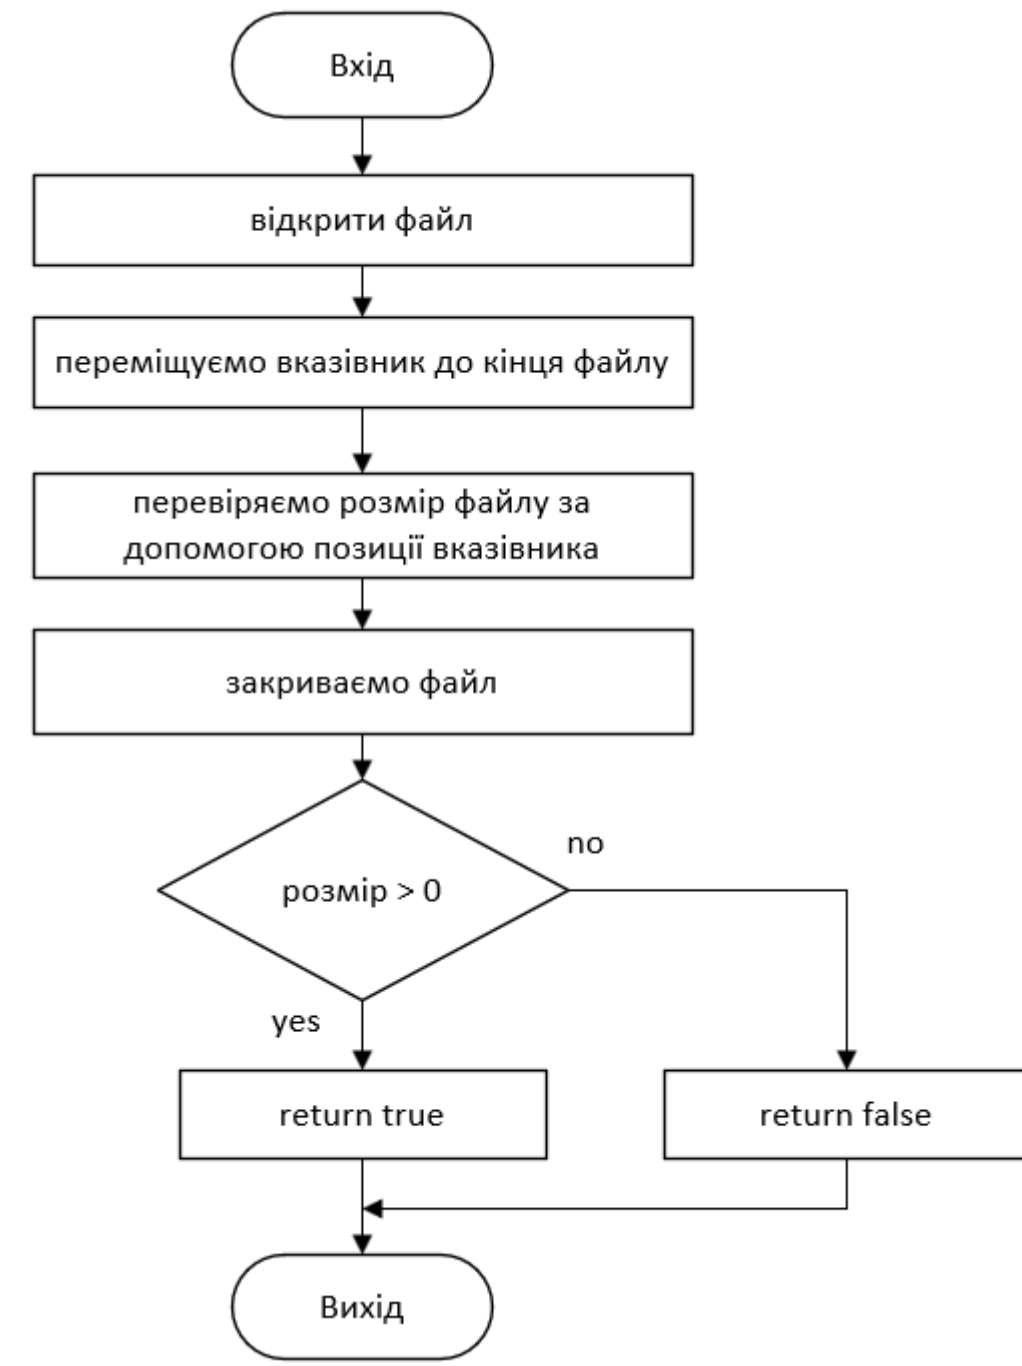 Вхід
відкрити файл
переміщуємо вказівник до кінця файлу
перевіряємо розмір файлу за
допомогою позиції вказівника
закриваємо файл
розмір > 0
no
yes
return true
return false
Вихід